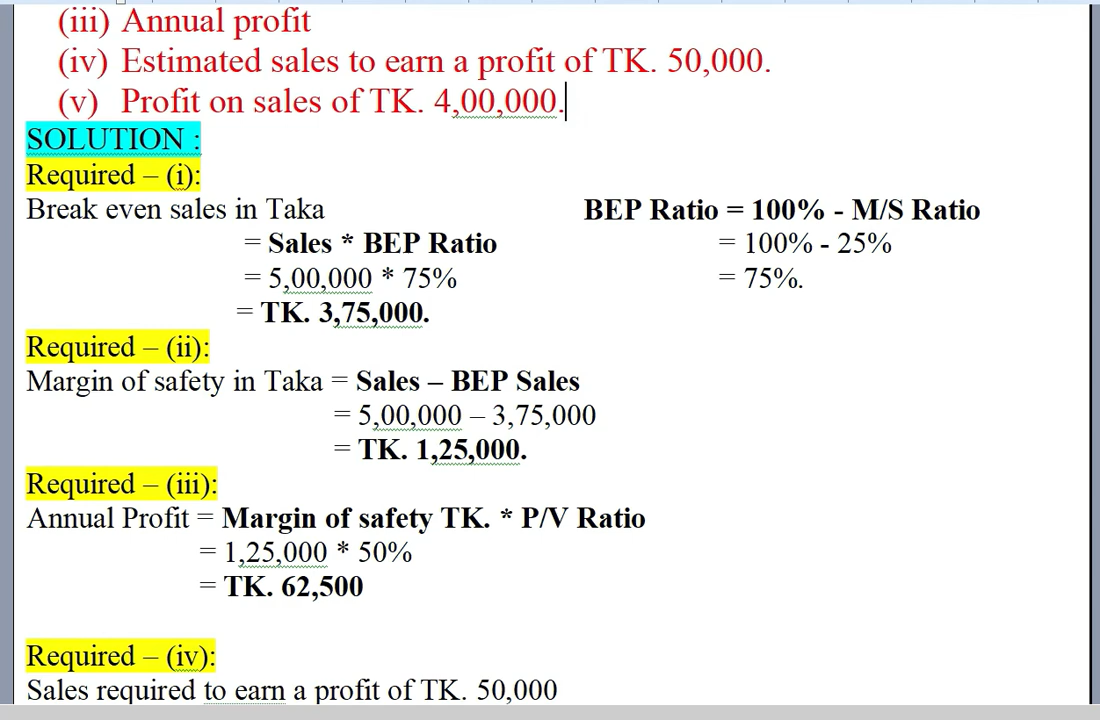 (iii) Annual profit
(iv) Estimated sales to earn a profit of TK. 50,000.
(v) Profit on sales of TK. 4,00,000.
SOLUTION :
Required – (i):
Break even sales in Taka BEP Ratio = 100% - M/S Ratio
= Sales * BEP Ratio = 100% - 25%
= 5,00,000 * 75% = 75%.
= TK. 3,75,000.
Required – (ii):
Margin of safety in Taka = Sales – BEP Sales
= 5,00,000 – 3,75,000
= TK. 1,25,000.
Required – (iii):
Annual Profit = Margin of safety TK. * P/V Ratio
= 1,25,000 * 50%
= TK. 62,500
Required – (iv):
Sales required to earn a profit of TK. 50,000